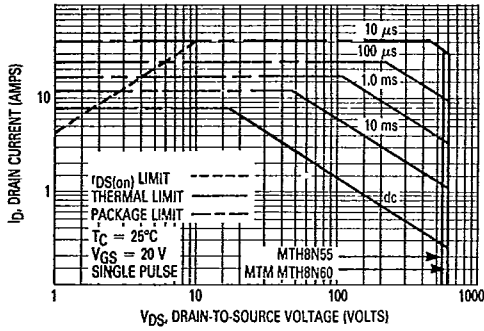 10 μs
100 μs
1.0 ms
10 ms
dc
10
1
ID, DRAIN CURRENT (AMPS)
rDS(on) LIMIT
THERMAL LIMIT
PACKAGE LIMIT
TC = 25°C
VGS = 20 V
SINGLE PULSE
MTH8N55
MTM MTH8N60
1
10
100
1000
VDS, DRAIN-TO-SOURCE VOLTAGE (VOLTS)